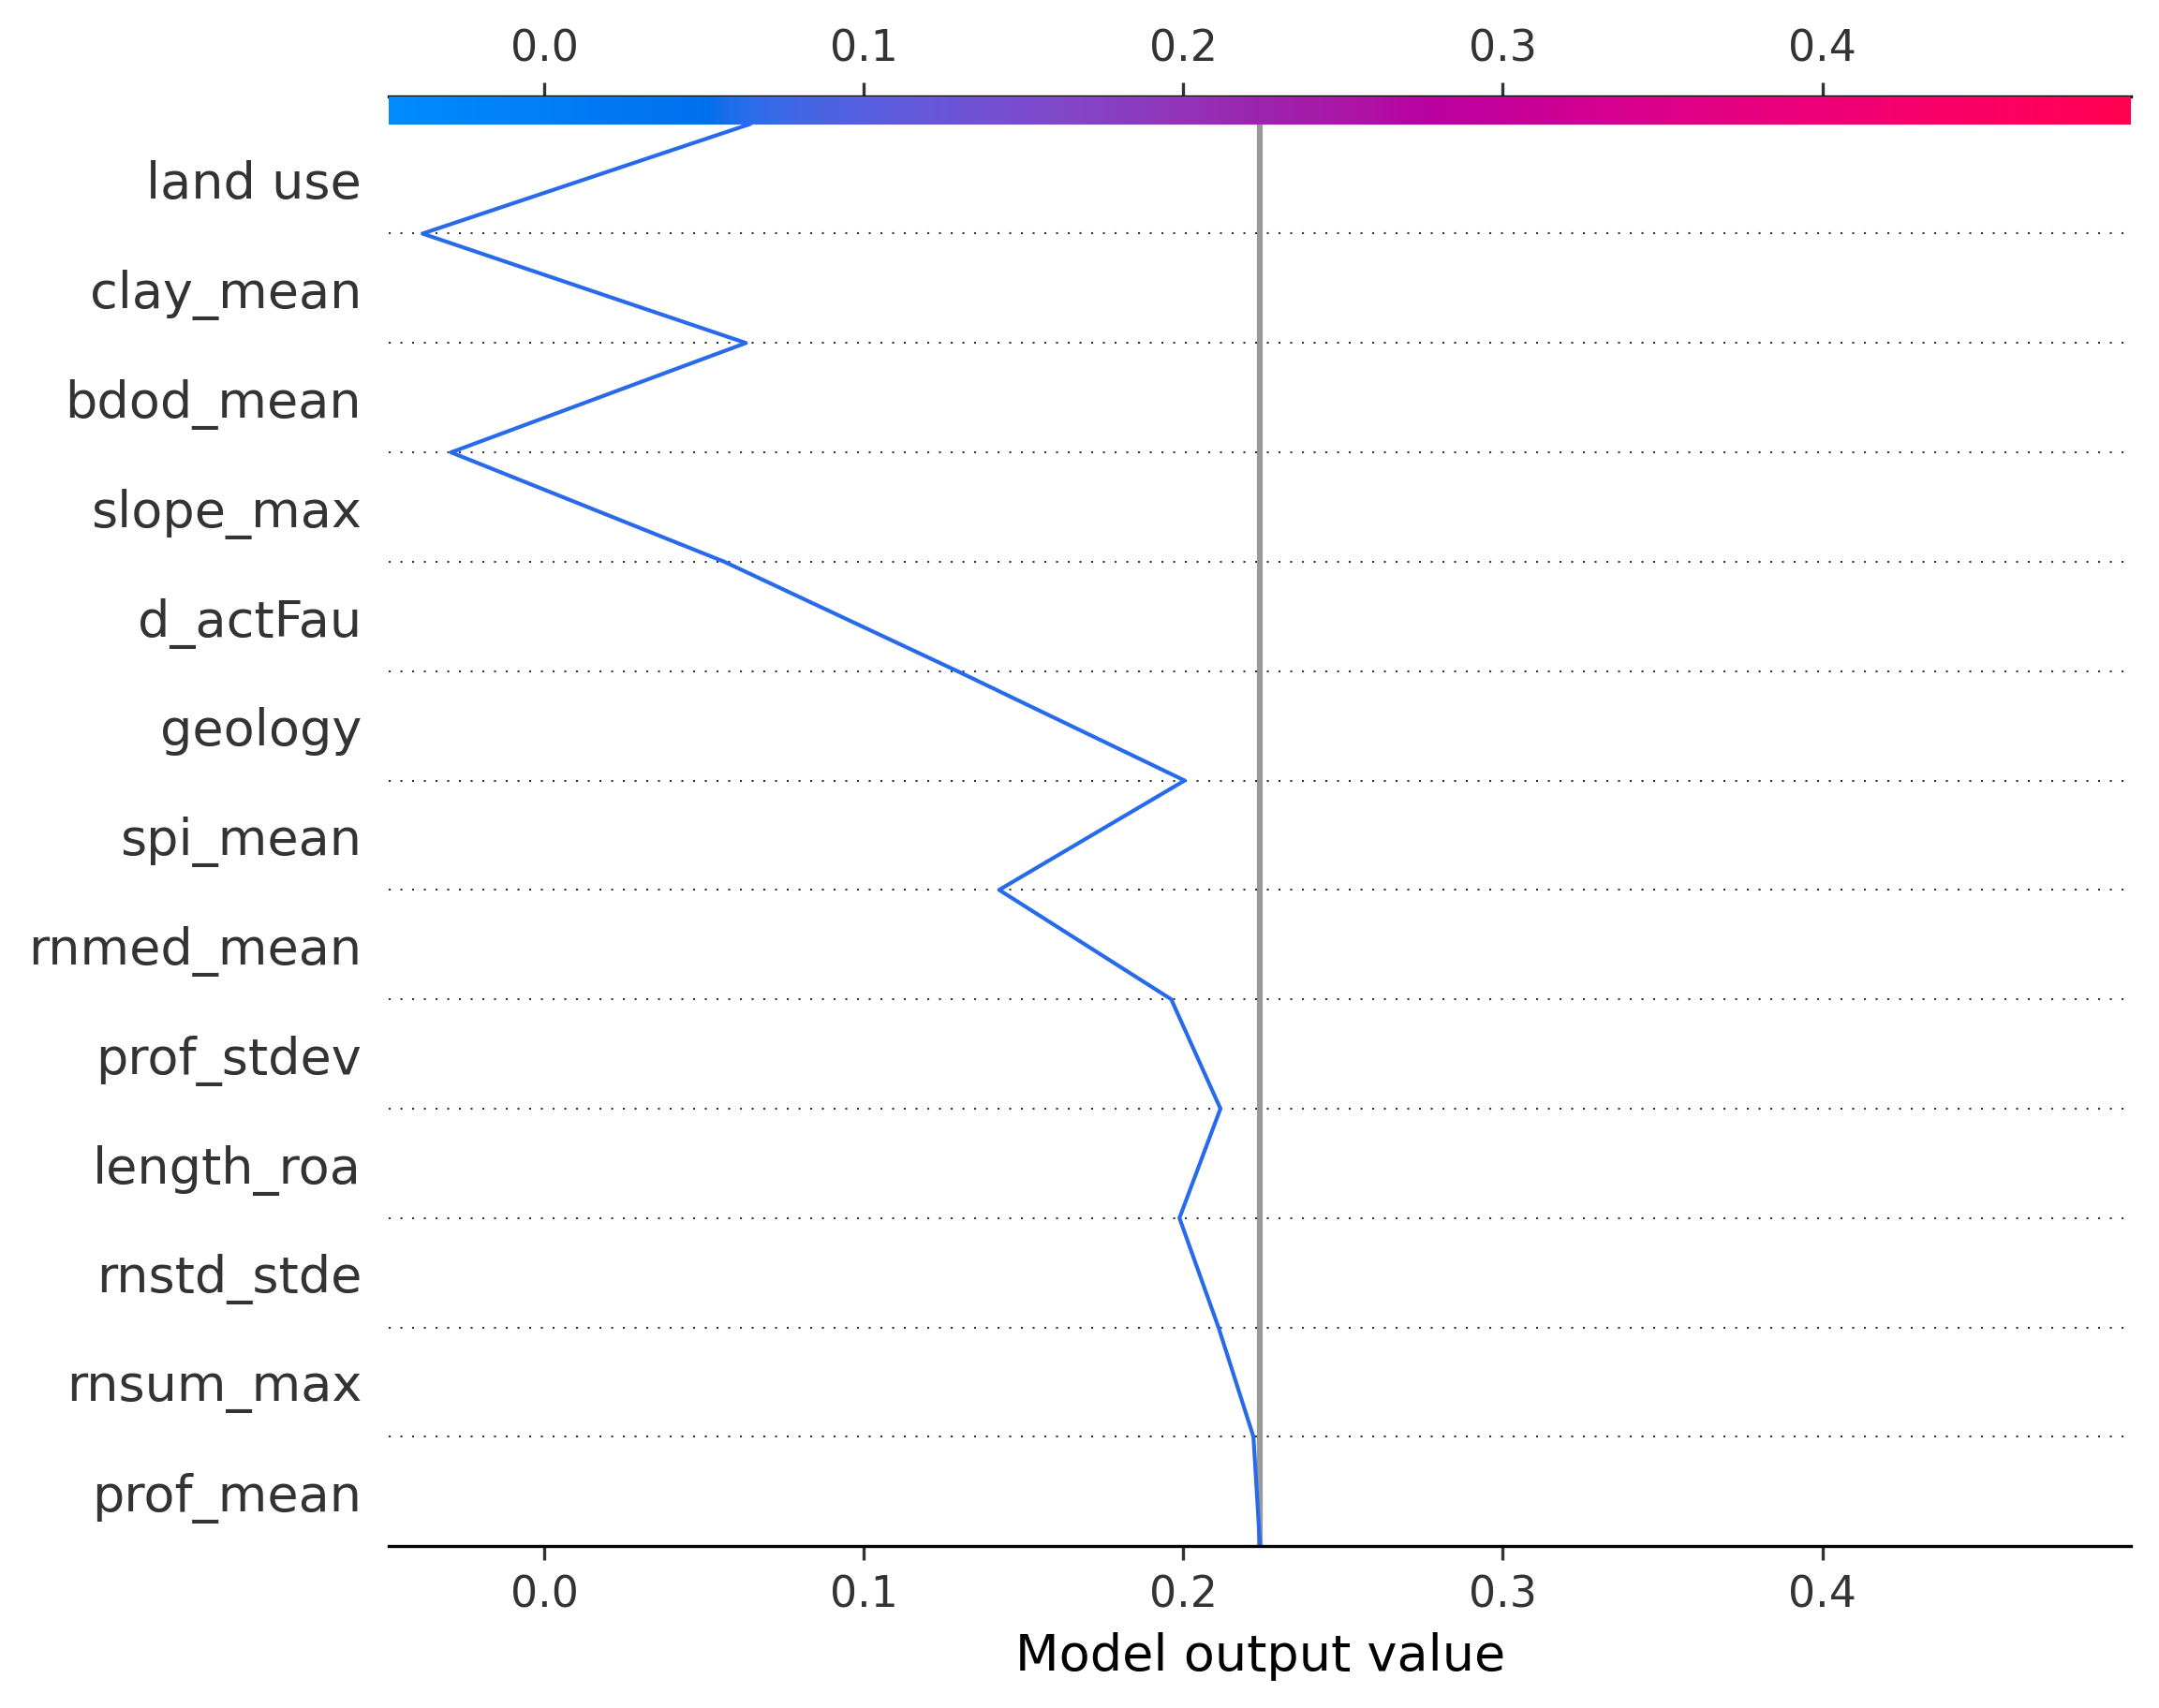 0.0 0.1 0.2 0.3 0.4
land use
clay_mean
bdod_mean
slope_max
d_actFau
geology
spi_mean
rnmed_mean
prof_stdev
length_roa
rnstd_stde
rnsum_max
prof_mean
0.0 0.1 0.2 0.3 0.4
Model output value